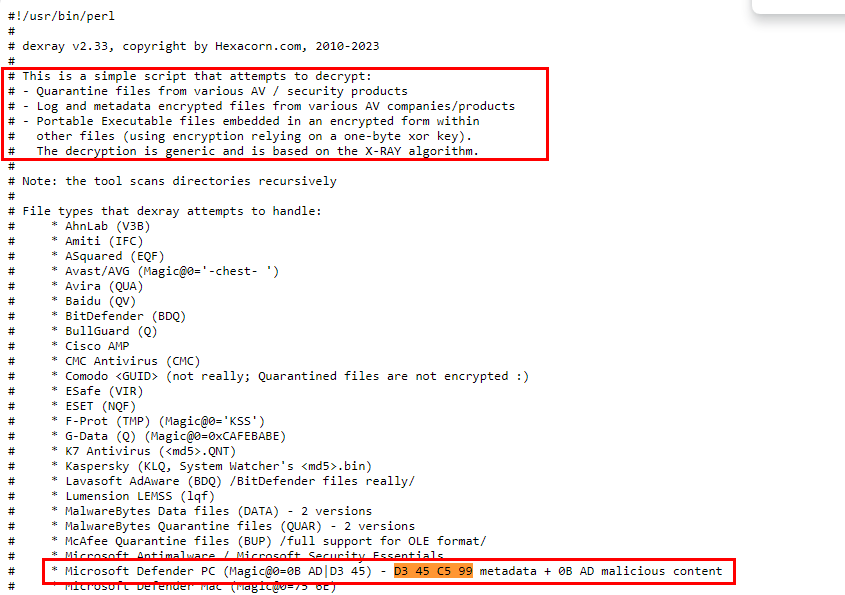 #!/usr/bin/perl
#
# dexray v2.33, copyright by Hexacorn.com, 2010-2023
#
# This is a simple script that attempts to decrypt:
# - Quarantine files from various AV / security products
# - Log and metadata encrypted files from various AV companies/products
# - Portable Executable files embedded in an encrypted form within
#   other files (using encryption relying on a one-byte xor key).
#   The decryption is generic and is based on the X-RAY algorithm.
#
# Note: the tool scans directories recursively
#
# File types that dexray attempts to handle:
#     * AhnLab (V3B)
#     * Amiti (IFC)
#     * ASquared (EQF)
#     * Avast/AVG (Magic@0='-chest- ')
#     * Avira (QUA)
#     * Baidu (QV)
#     * BitDefender (BDQ)
#     * BullGuard (Q)
#     * Cisco AMP
#     * CMC Antivirus (CMC)
#     * Comodo <GUID> (not really; Quarantined files are not encrypted :)
#     * ESafe (VIR)
#     * ESET (NQF)
#     * F-Prot (TMP) (Magic@0='KSS')
#     * G-Data (Q) (Magic@0=0xCAFEBABE)
#     * K7 Antivirus (<md5>.QNT)
#     * Kaspersky (KLQ, System Watcher's <md5>.bin)
#     * Lavasoft AdAware (BDQ) /BitDefender files really/
#     * Lumension LEMSS (lqf)
#     * MalwareBytes Data files (DATA) - 2 versions
#     * MalwareBytes Quarantine files (QUAR) - 2 versions
#     * McAfee Quarantine files (BUP) /full support for OLE format/
#     * Microsoft Antimalware / Microsoft Security Essentials
#     * Microsoft Defender PC (Magic@0=0B AD|D3 45) - D3 45 C5 99 metadata + 0B AD malicious content
#     * Microsoft Defender Mac (Magic@0=75 6E)